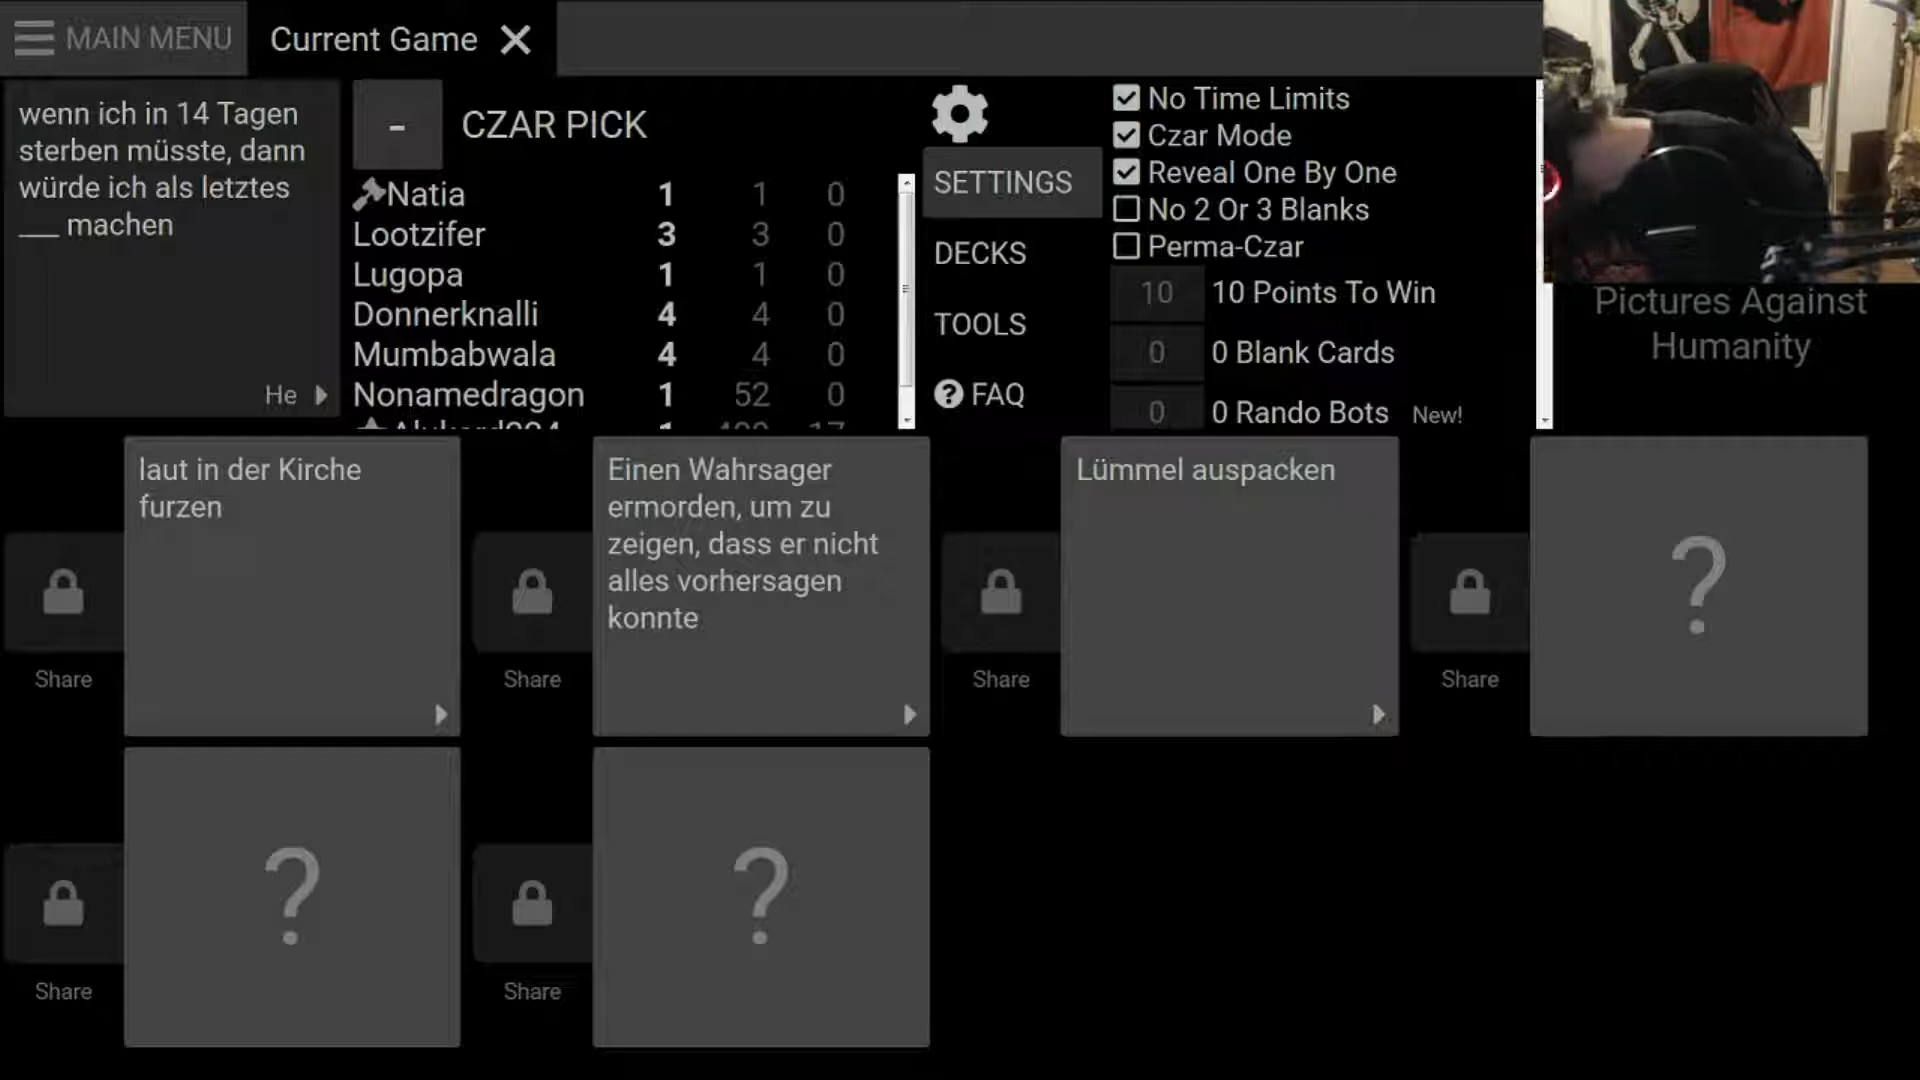 MAIN MENU
Current Game
wenn ich in 14 Tagen
sterben müsste, dann
würde ich als letztes
___ machen
He
-
CZAR PICK
Natia 1 1 0
Lootzifer 3 3 0
Lugopa 1 1 0
Donnerknalli 4 4 0
Mumbabwala 4 4 0
Nonamedragon 1 52 0
SETTINGS
DECKS
TOOLS
? FAQ
No Time Limits
Czar Mode
Reveal One By One
No 2 Or 3 Blanks
Perma-Czar
10 10 Points To Win
0 0 Blank Cards
0 0 Rando Bots New!
Pictures Against
Humanity
laut in der Kirche
furzen
Share
Einen Wahrsager
ermorden, um zu
zeigen, dass er nicht
alles vorhersagen
konnte
Share
Lümmel auspacken
Share
?
Share
?
Share
?
Share